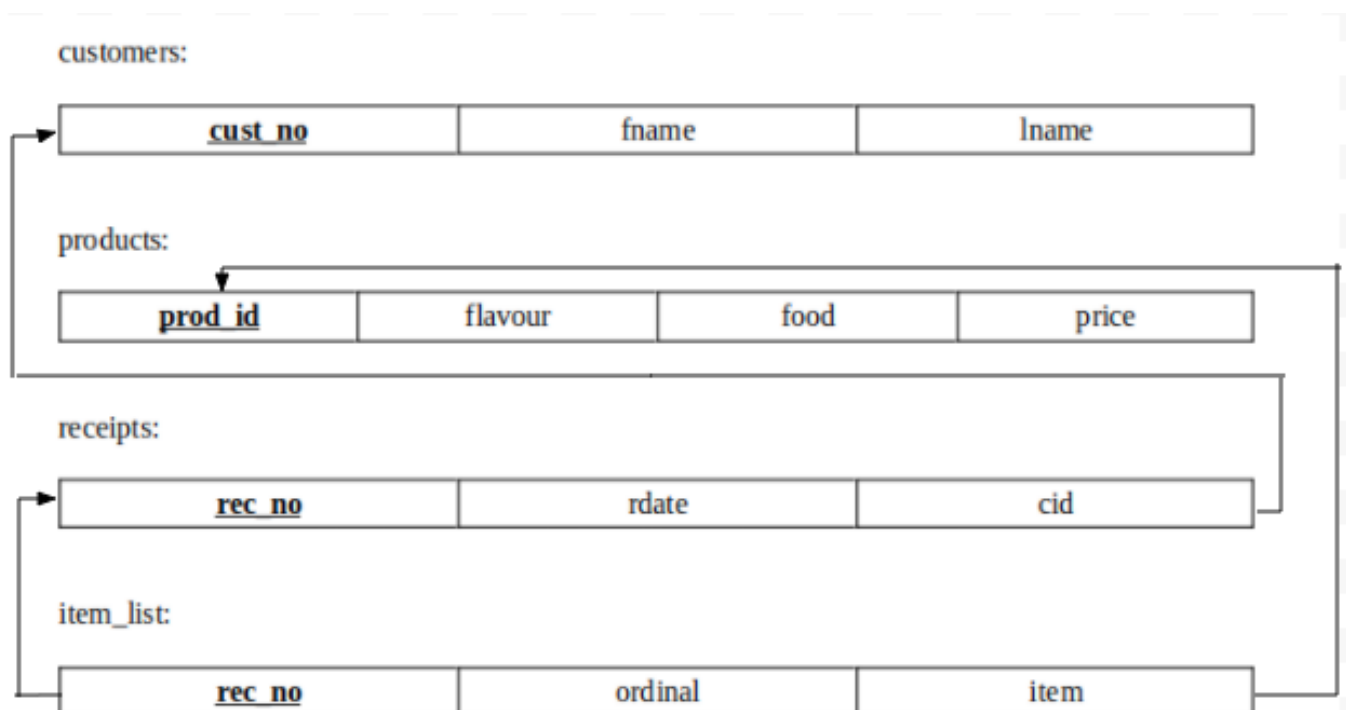 customers:
cust_no fname lname
products:
prod_id flavour food price
receipts:
rec_no rdate cid
item_list:
rec_no ordinal item